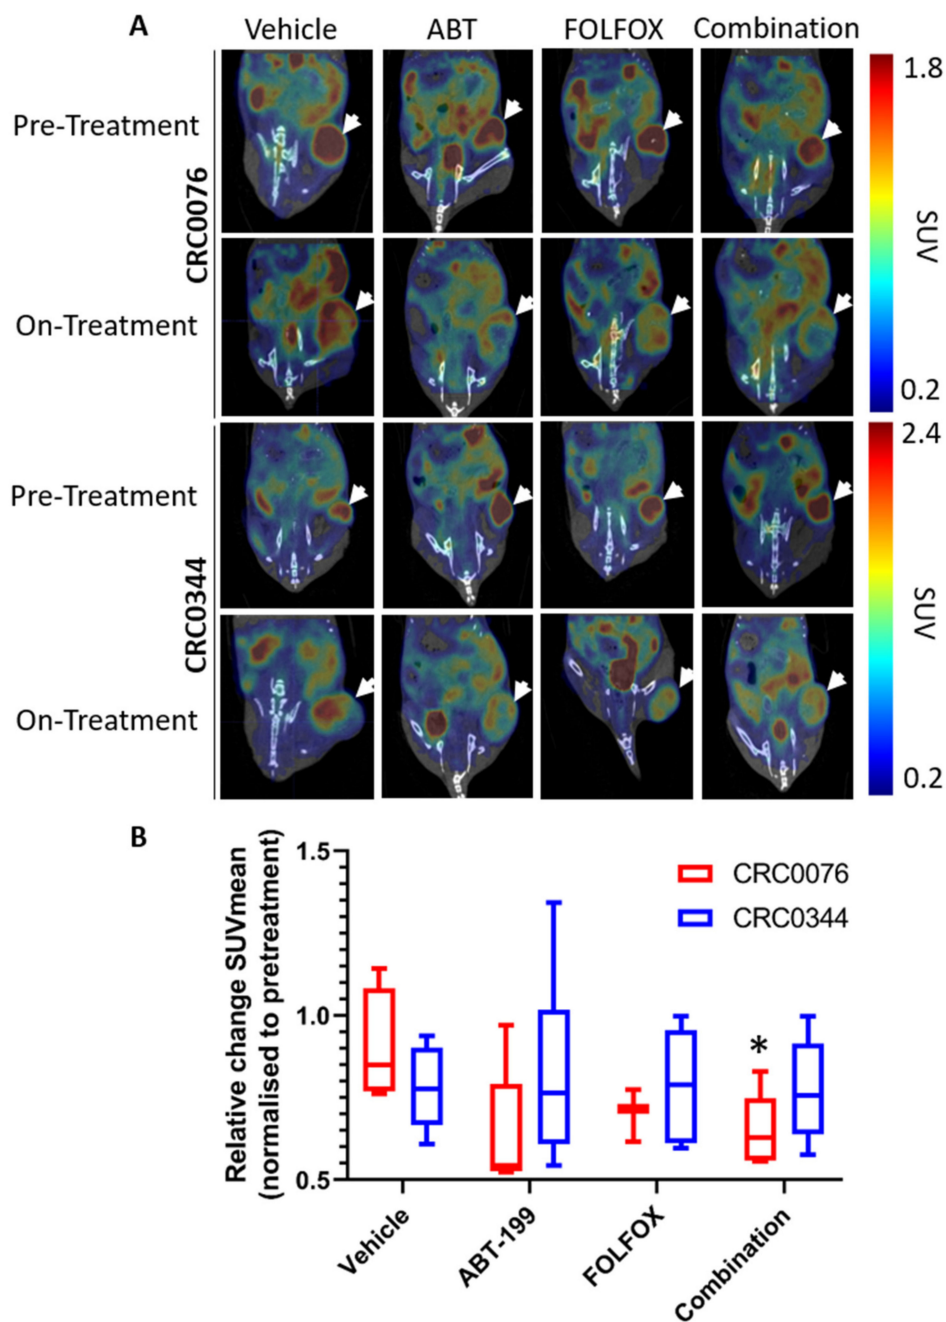 A
Vehicle ABT FOLFOX Combination
Pre-Treatment
On-Treatment
CRC0076
1.8
SUV
0.2
Pre-Treatment
On-Treatment
CRC0344
2.4
SUV
0.2
B
Relative change SUVmean
(normalised to pretreatment)
1.5
1.0
0.5
CRC0076
CRC0344
*
Vehicle
ABT-199
FOLFOX
Combination